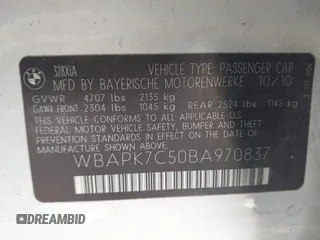 BMW
328XiA
VEHICLE TYPE: PASSENGER CAR
MFD BY BAYERISCHE MOTORENWERKE 10/10
GVWR 4707 lbs 2135 kg
GAWR FRONT 2304 lbs 1045 kg REAR 2524 lbs 1145 kg
THIS VEHICLE CONFORMS TO ALL APPLICABLE FEDERAL
MOTOR VEHICLE SAFETY, BUMPER, AND THEFT PREVENTION
STANDARDS IN EFFECT ON THE DATE OF
MANUFACTURE SHOWN ABOVE
WBAPK7C50BA970837
@DREAMBID